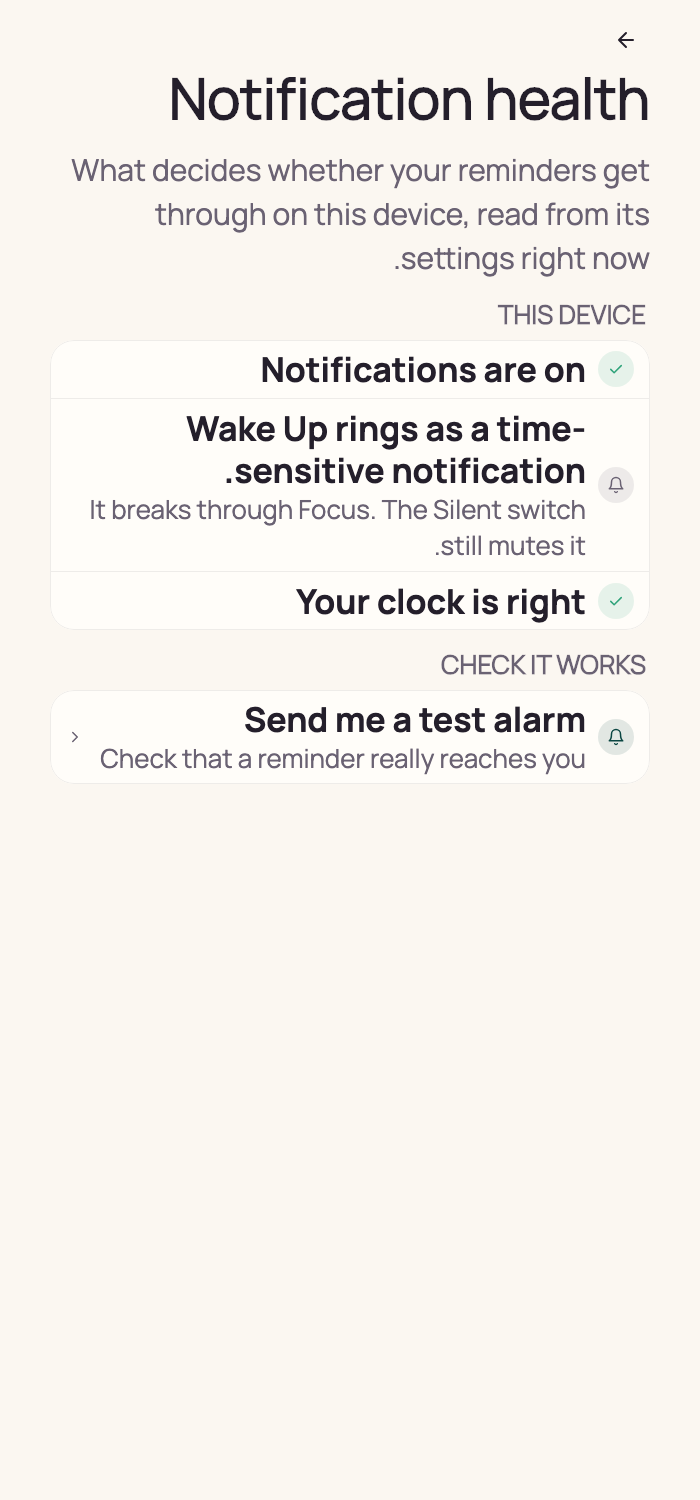 Notification health
What decides whether your reminders get
through on this device, read from its
.settings right now
THIS DEVICE
Notifications are on
Wake Up rings as a time-
.sensitive notification
It breaks through Focus. The Silent switch
.still mutes it
Your clock is right
CHECK IT WORKS
Send me a test alarm
Check that a reminder really reaches you